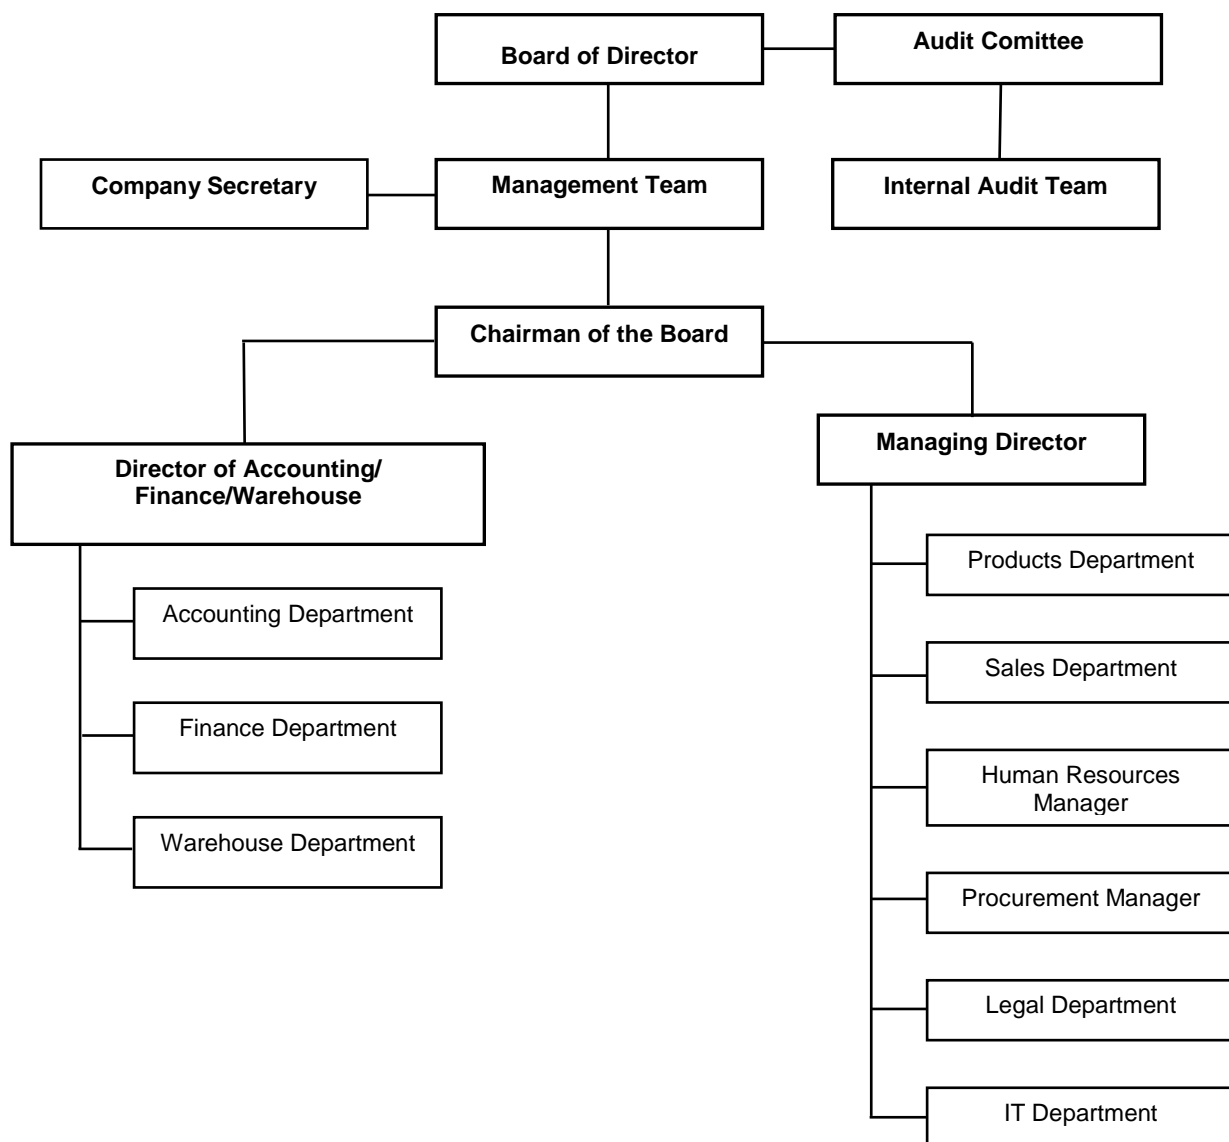 Board of Director
Audit Comittee
Company Secretary
Management Team
Internal Audit Team
Chairman of the Board
Director of Accounting/
Finance/Warehouse
Managing Director
Accounting Department
Finance Department
Warehouse Department
Products Department
Sales Department
Human Resources
Manager
Procurement Manager
Legal Department
IT Department